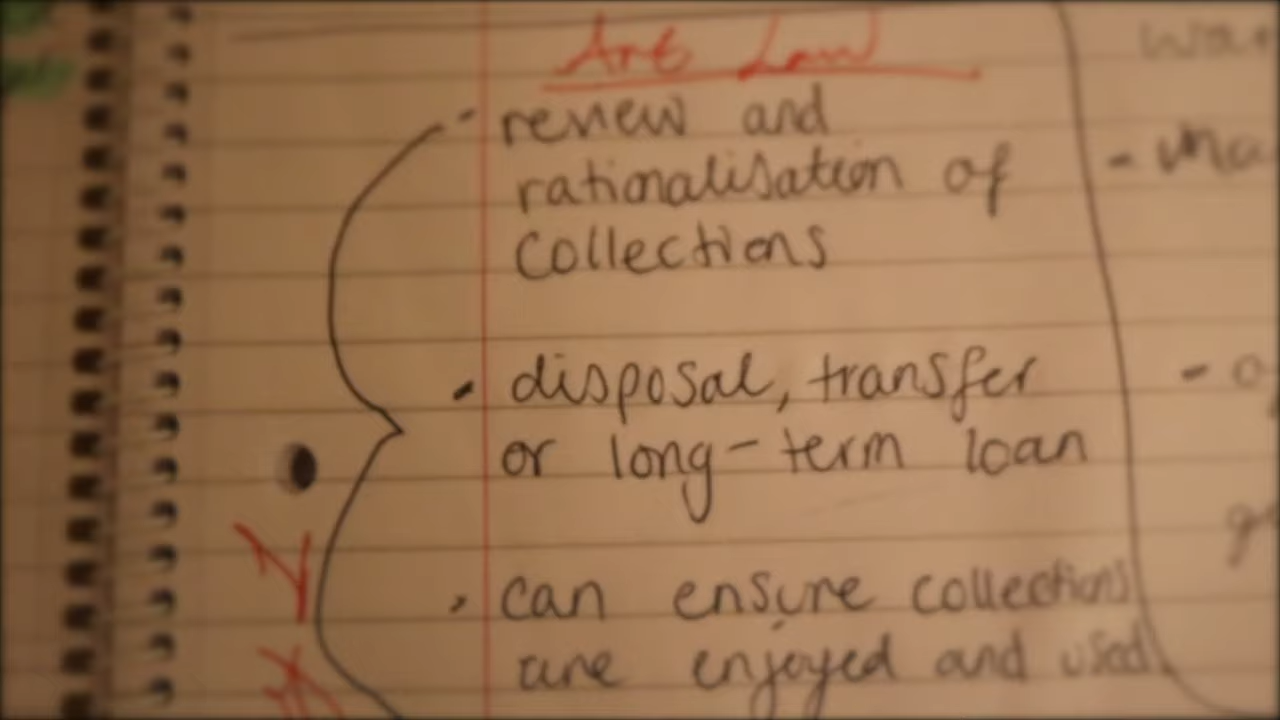 Art Law
- review and
rationalisation of
collections
- disposal, transfer
or long-term loan
- can ensure collections
are enjoyed and used